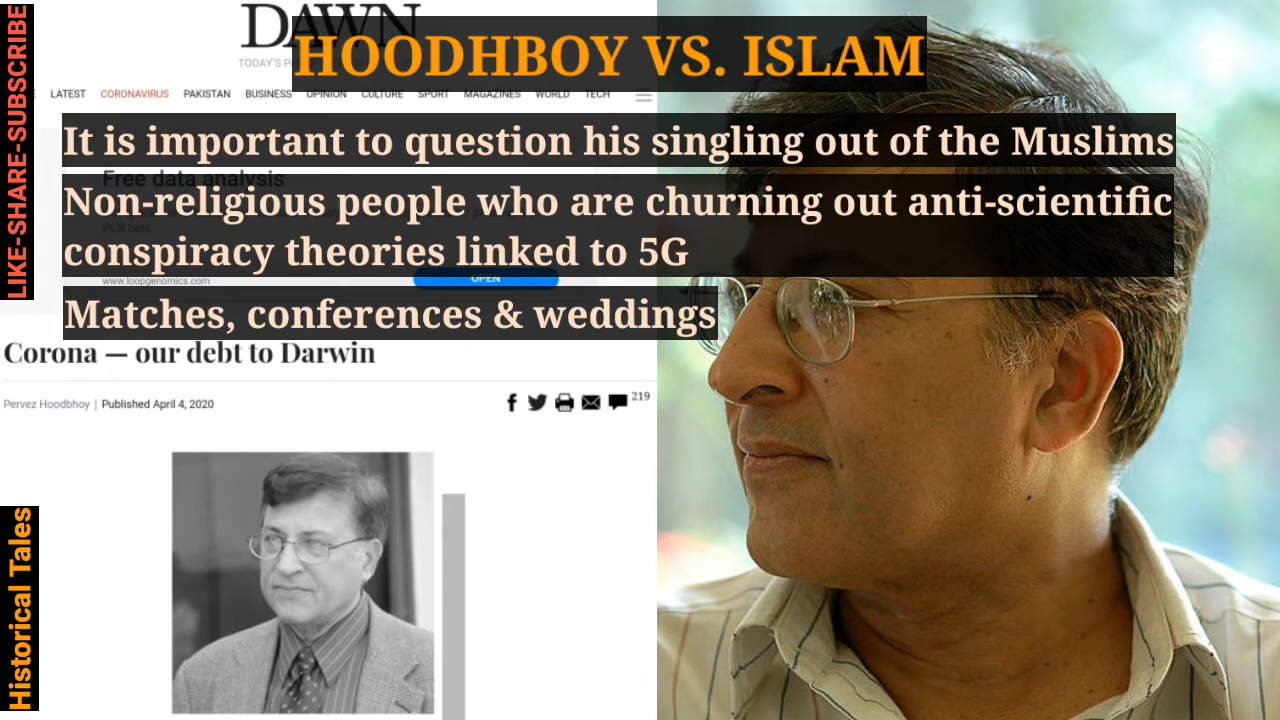 LIKE-SHARE-SUBSCRIBE
DAWN
HOODHBOY VS. ISLAM
TODAY'S
LATEST CORONAVIRUS PAKISTAN BUSINESS OPINION CULTURE SPORT MAGAZINES WORLD TECH
It is important to question his singling out of the Muslims
Free data analysis
Non-religious people who are churning out anti-scientific
PCR bias
conspiracy theories linked to 5G
www.loopgenomics.com OPEN
Matches, conferences & weddings
Corona — our debt to Darwin
Pervez Hoodbhoy | Published April 4, 2020 219
Historical Tales